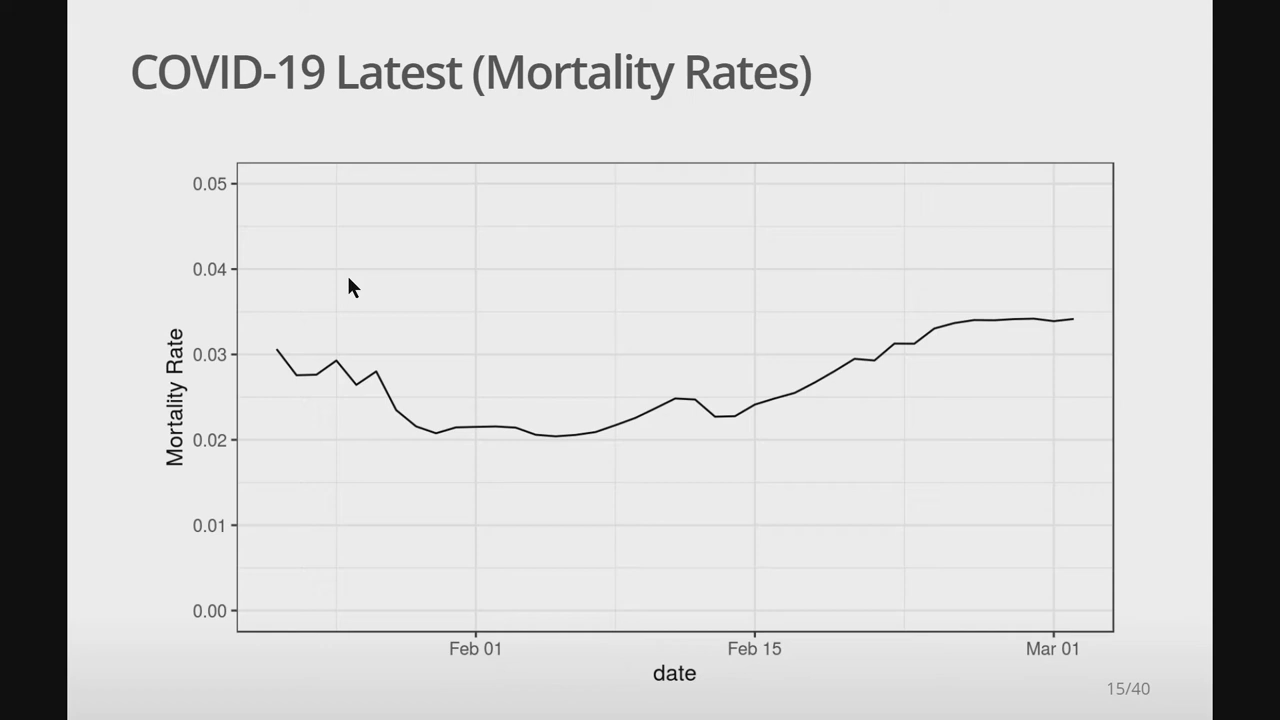 COVID-19 Latest (Mortality Rates)
0.05
0.04
0.03
0.02
0.01
0.00
Mortality Rate
Feb 01 Feb 15 Mar 01
date
15/40